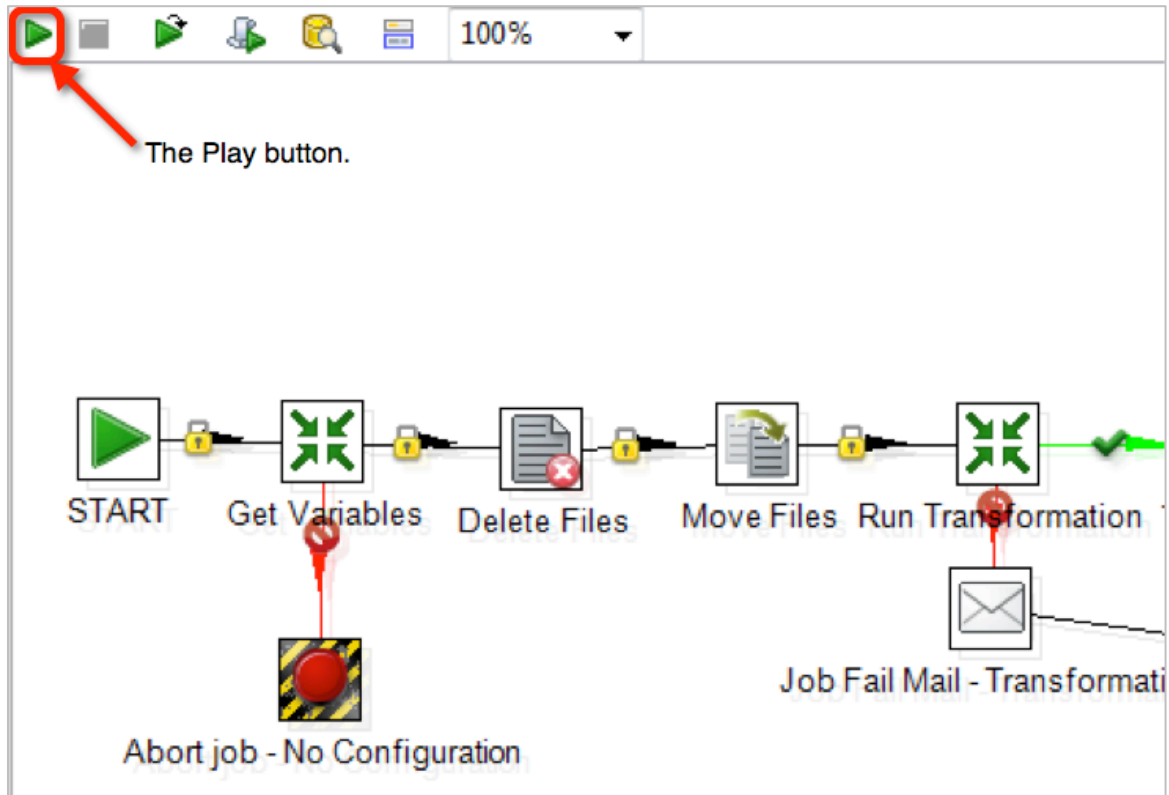 100%
The Play button.
START
Get Variables
Delete Files
Move Files
Run Transformation
Job Fail Mail - Transformati
Abort job - No Configuration